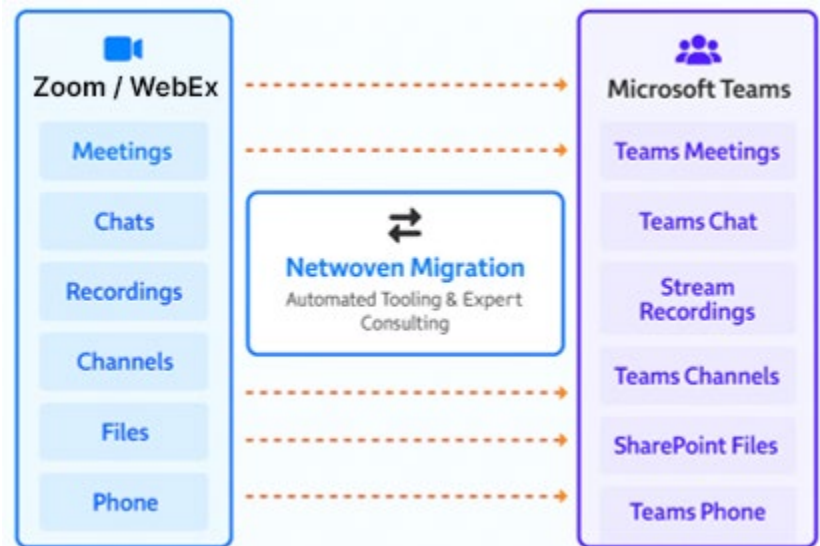 Zoom / WebEx
Meetings
Chats
Recordings
Channels
Files
Phone
Netwoven Migration
Automated Tooling & Expert
Consulting
Microsoft Teams
Teams Meetings
Teams Chat
Stream
Recordings
Teams Channels
SharePoint Files
Teams Phone